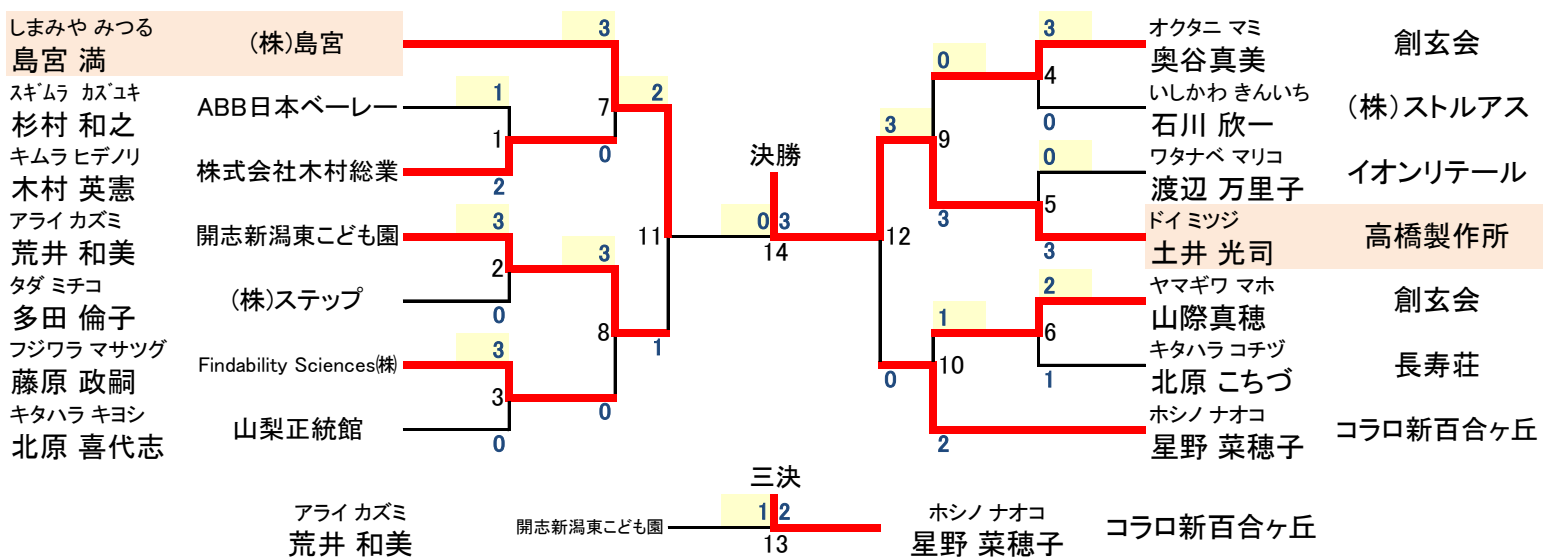 しまみや みつる
島宮 満
(株)島宮
3
スギムラ カズユキ
杉村 和之
ABB日本ベーレー
1
キムラ ヒデノリ
木村 英憲
株式会社木村総業
2
1
7
0
2
アライ カズミ
荒井 和美
開志新潟東こども園
3
タダ ミチコ
多田 倫子
(株)ステップ
0
2
3
フジワラ マサツグ
藤原 政嗣
Findability Sciences㈱
3
キタハラ キヨシ
北原 喜代志
山梨正統館
0
3
8
0
1
11
決勝
0 3
14
オクタニ マミ
奥谷真美
創玄会
3
いしかわ きんいち
石川 欣一
(株)ストルアス
0
4
0
ワタナベ マリコ
渡辺 万里子
イオンリテール
0
ドイ ミツジ
土井 光司
高橋製作所
3
5
3
9
3
12
ヤマギワ マホ
山際真穂
創玄会
2
キタハラ コチヅ
北原 こちづ
長寿荘
1
6
1
ホシノ ナオコ
星野 菜穂子
コラロ新百合ヶ丘
2
10
0
三決
アライ カズミ
荒井 和美
開志新潟東こども園
1 2
13
ホシノ ナオコ
星野 菜穂子
コラロ新百合ヶ丘